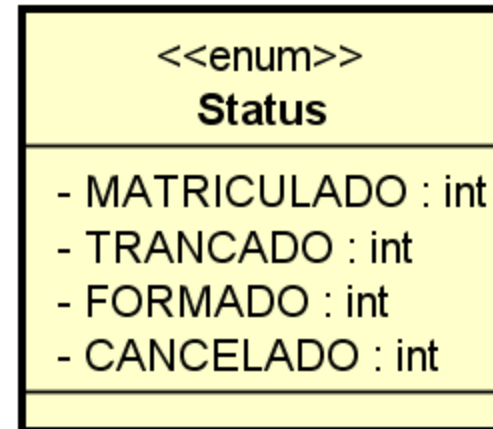 <<enum>>
Status
- MATRICULADO : int
- TRANCADO : int
- FORMADO : int
- CANCELADO : int